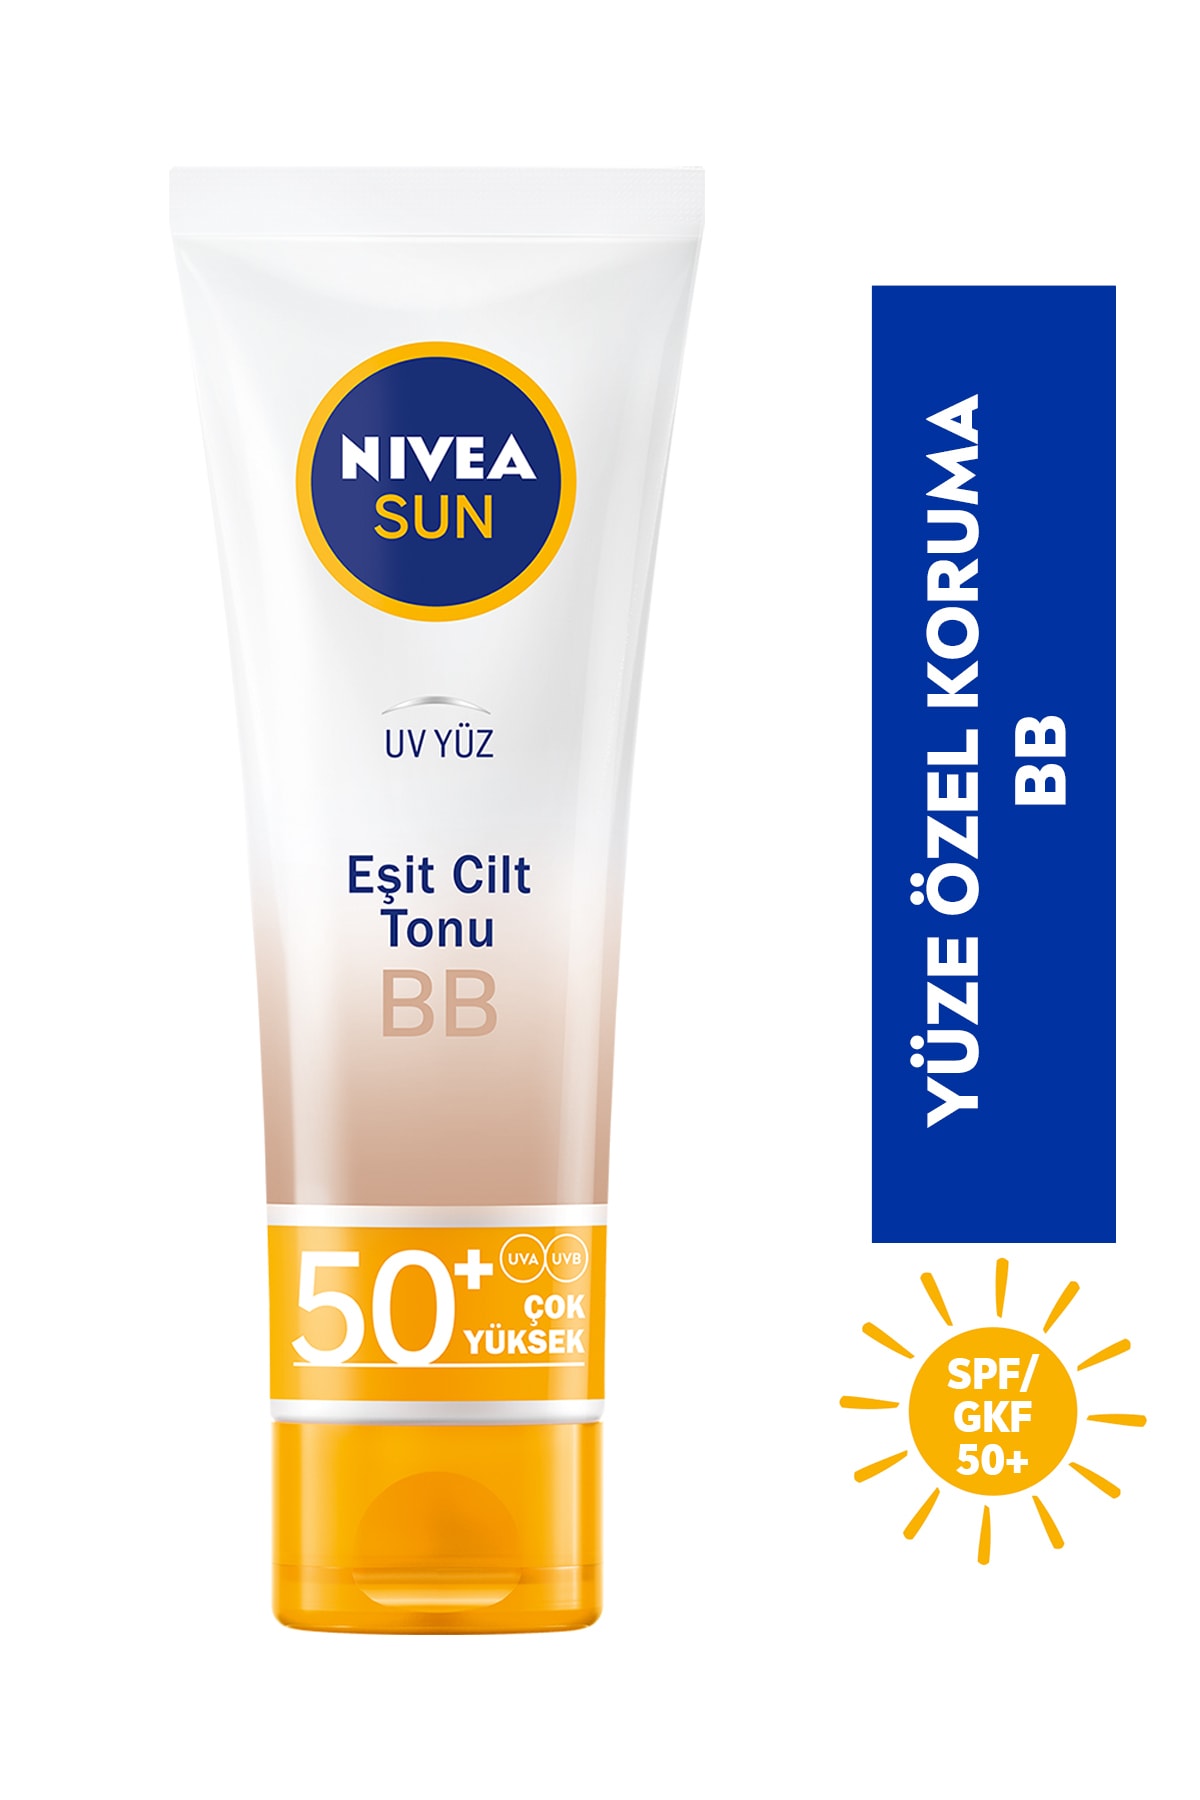 NIVEA
SUN
UV YÜZ
Eşit Cilt
Tonu
BB
50+
UVA UVB
ÇOK
YÜKSEK
YÜZE ÖZEL KORUMA
BB
SPF/
GKF
50+